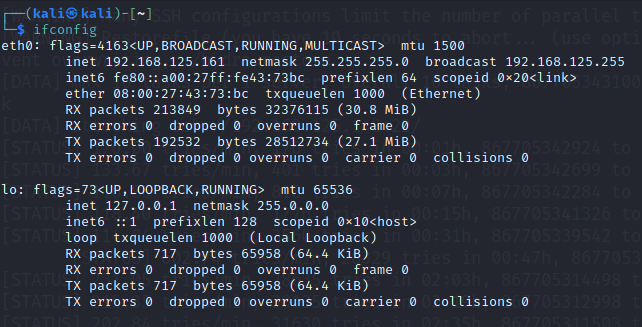 ┌──(kali㉿kali)-[~]
└─$ ifconfig
eth0: flags=4163<UP,BROADCAST,RUNNING,MULTICAST>  mtu 1500
        inet 192.168.125.161  netmask 255.255.255.0  broadcast 192.168.125.255
        inet6 fe80::a00:27ff:fe43:73bc  prefixlen 64  scopeid 0x20<link>
        ether 08:00:27:43:73:bc  txqueuelen 1000  (Ethernet)
        RX packets 213849  bytes 32376115 (30.8 MiB)
        RX errors 0  dropped 0  overruns 0  frame 0
        TX packets 192532  bytes 28512734 (27.1 MiB)
        TX errors 0  dropped 0 overruns 0  carrier 0  collisions 0

lo: flags=73<UP,LOOPBACK,RUNNING>  mtu 65536
        inet 127.0.0.1  netmask 255.0.0.0
        inet6 ::1  prefixlen 128  scopeid 0x10<host>
        loop  txqueuelen 1000  (Local Loopback)
        RX packets 717  bytes 65958 (64.4 KiB)
        RX errors 0  dropped 0  overruns 0  frame 0
        TX packets 717  bytes 65958 (64.4 KiB)
        TX errors 0  dropped 0 overruns 0  carrier 0  collisions 0